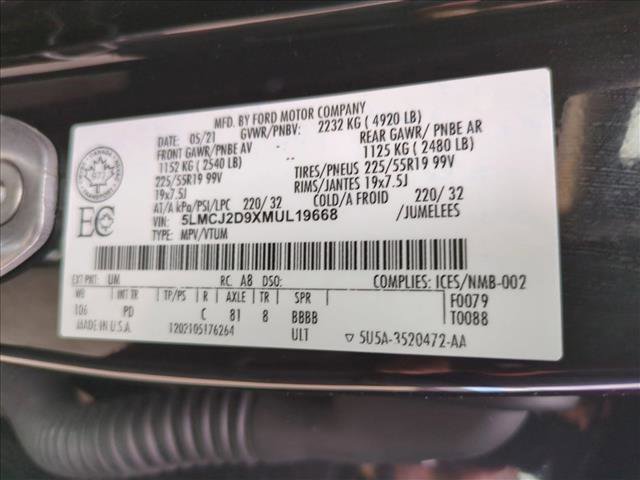 MFD. BY FORD MOTOR COMPANY
DATE: 05/21 GVWR/PNBV: 2232 KG ( 4920 LB)
FRONT GAWR/ PNBE AV REAR GAWR/ PNBE AR
1152 KG ( 2540 LB) 1125 KG ( 2480 LB)
225/55R19 99V TIRES/PNEUS 225/55R19 99V
19x7.5J RIMS/JANTES 19x7.5J
AT/A kPa/PSI/LPC 220/ 32 COLD/A FROID 220/ 32
VIN: 5LMCJ2D9XMUL19668 /JUMELEES
TYPE: MPV/VTUM
EC
EXT PNT: UM RC. A8 DSO: COMPLIES: ICES/NMB-002
WB INT TR TP/PS R AXLE TR SPR F0079
106 PD C 81 8 BBBB T0088
MADE IN U.S.A. 1202105176264 ULT ▽ 5U5A-3520472-AA